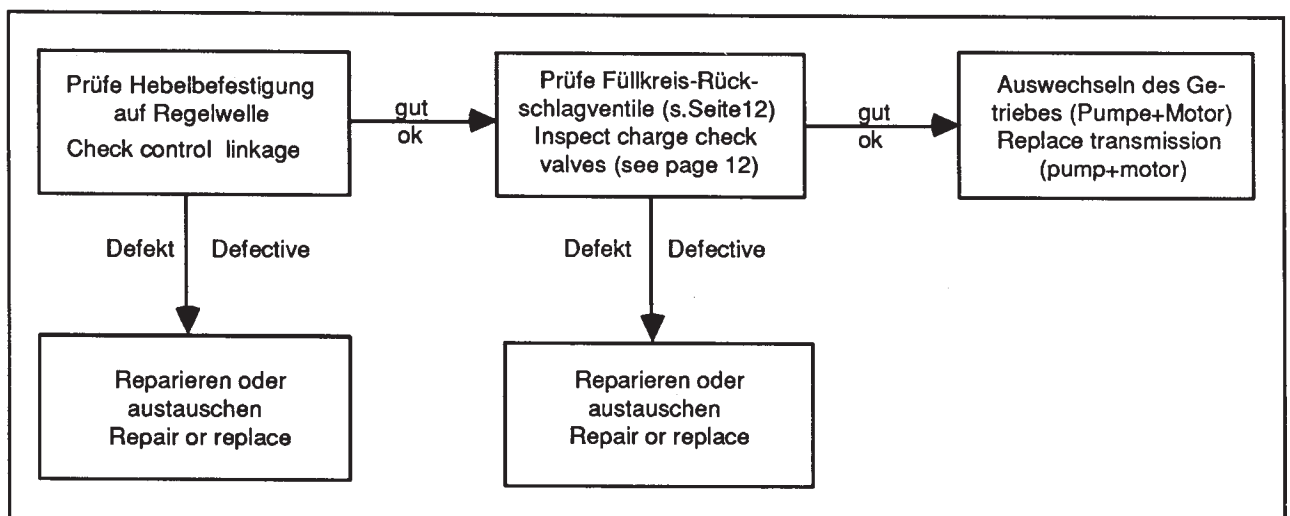 Prüfe Hebelbefestigung
auf Regelwelle
Check control linkage
gut
ok
Prüfe Füllkreis-Rück-
schlagventile (s.Seite12)
Inspect charge check
valves (see page 12)
gut
ok
Auswechseln des Ge-
triebes (Pumpe+Motor)
Replace transmission
(pump+motor)
Defekt Defective
Defekt Defective
Reparieren oder
austauschen
Repair or replace
Reparieren oder
austauschen
Repair or replace